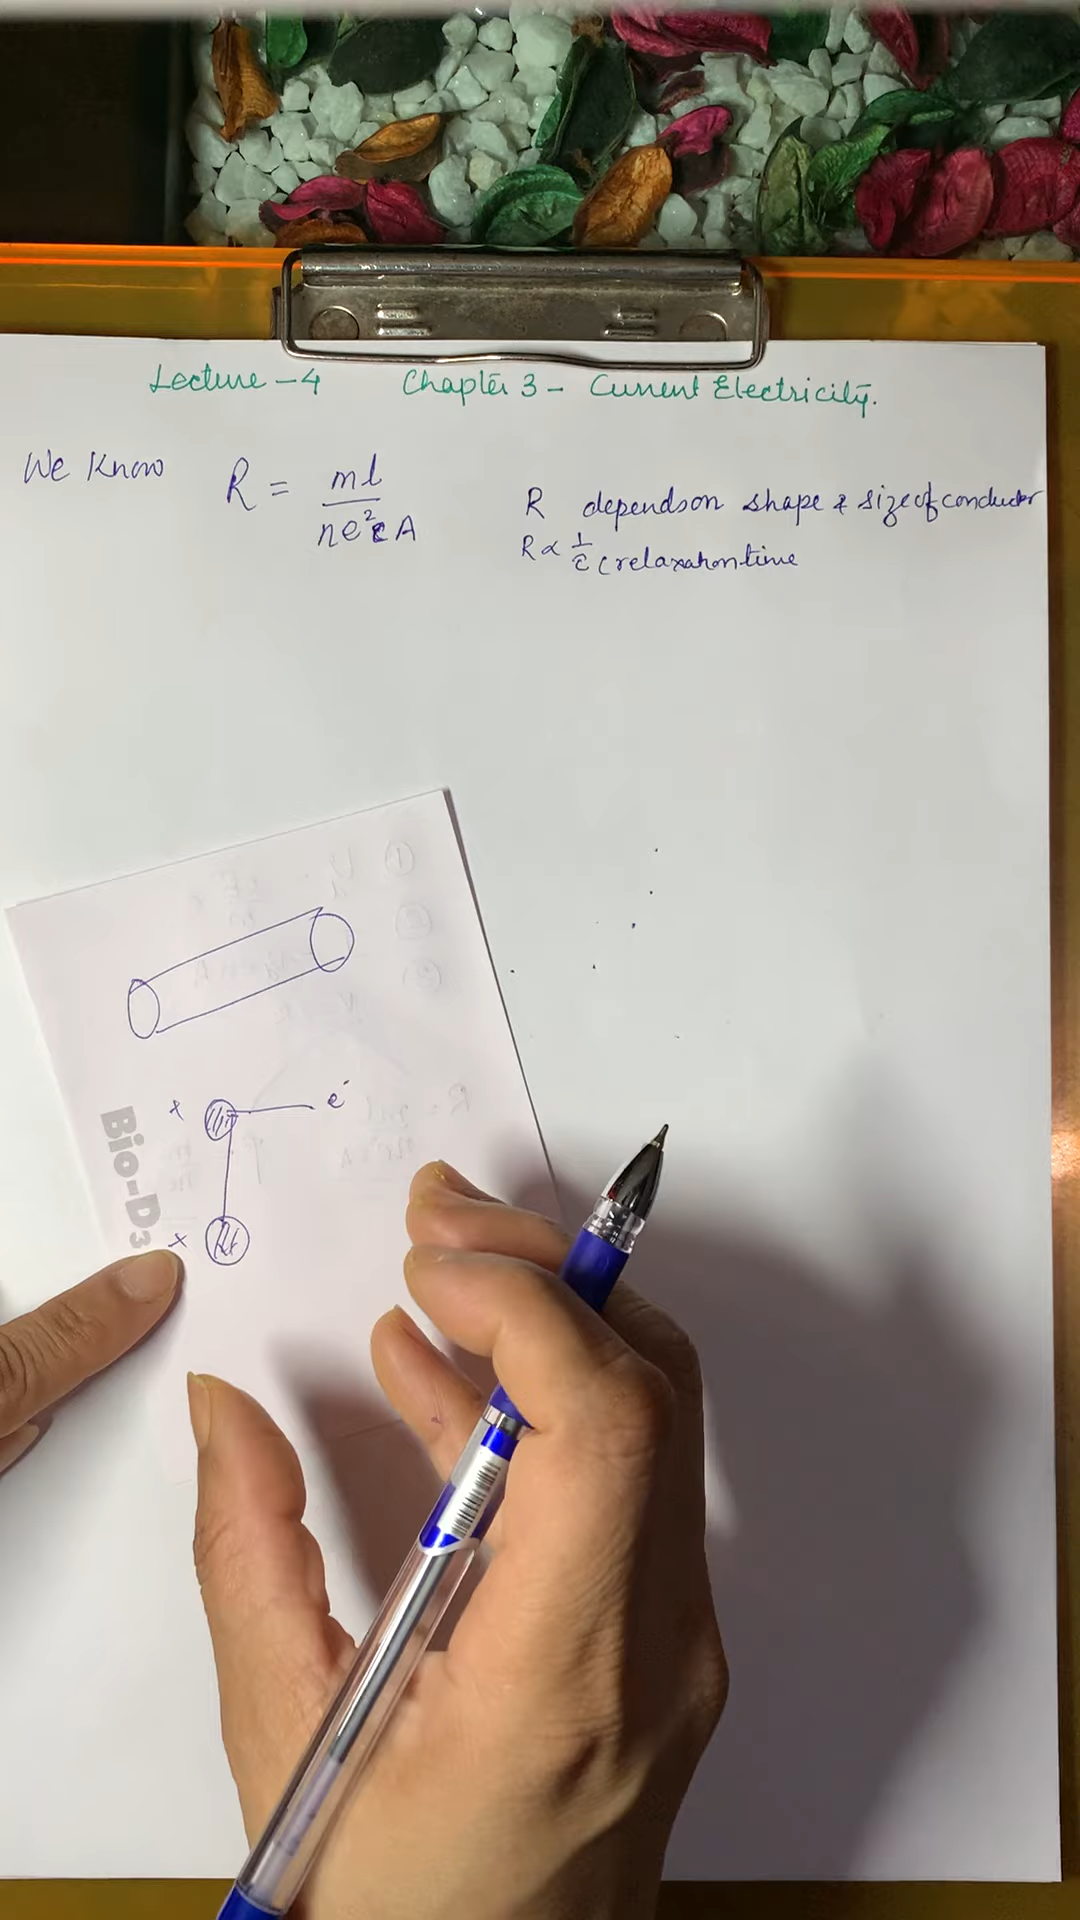 Lecture - 4 Chapter 3 - Current Electricity.
We Know R = ml / ne²τA
R depends on shape & size of conductor
R ∝ 1/τ (relaxation time
e⁻
Bio-D3